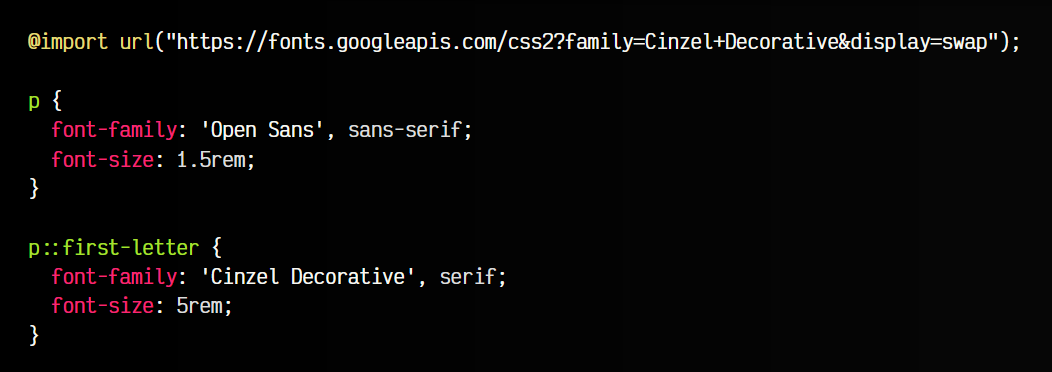 @import url("https://fonts.googleapis.com/css2?family=Cinzel+Decorative&display=swap");

p {
  font-family: 'Open Sans', sans-serif;
  font-size: 1.5rem;
}

p::first-letter {
  font-family: 'Cinzel Decorative', serif;
  font-size: 5rem;
}